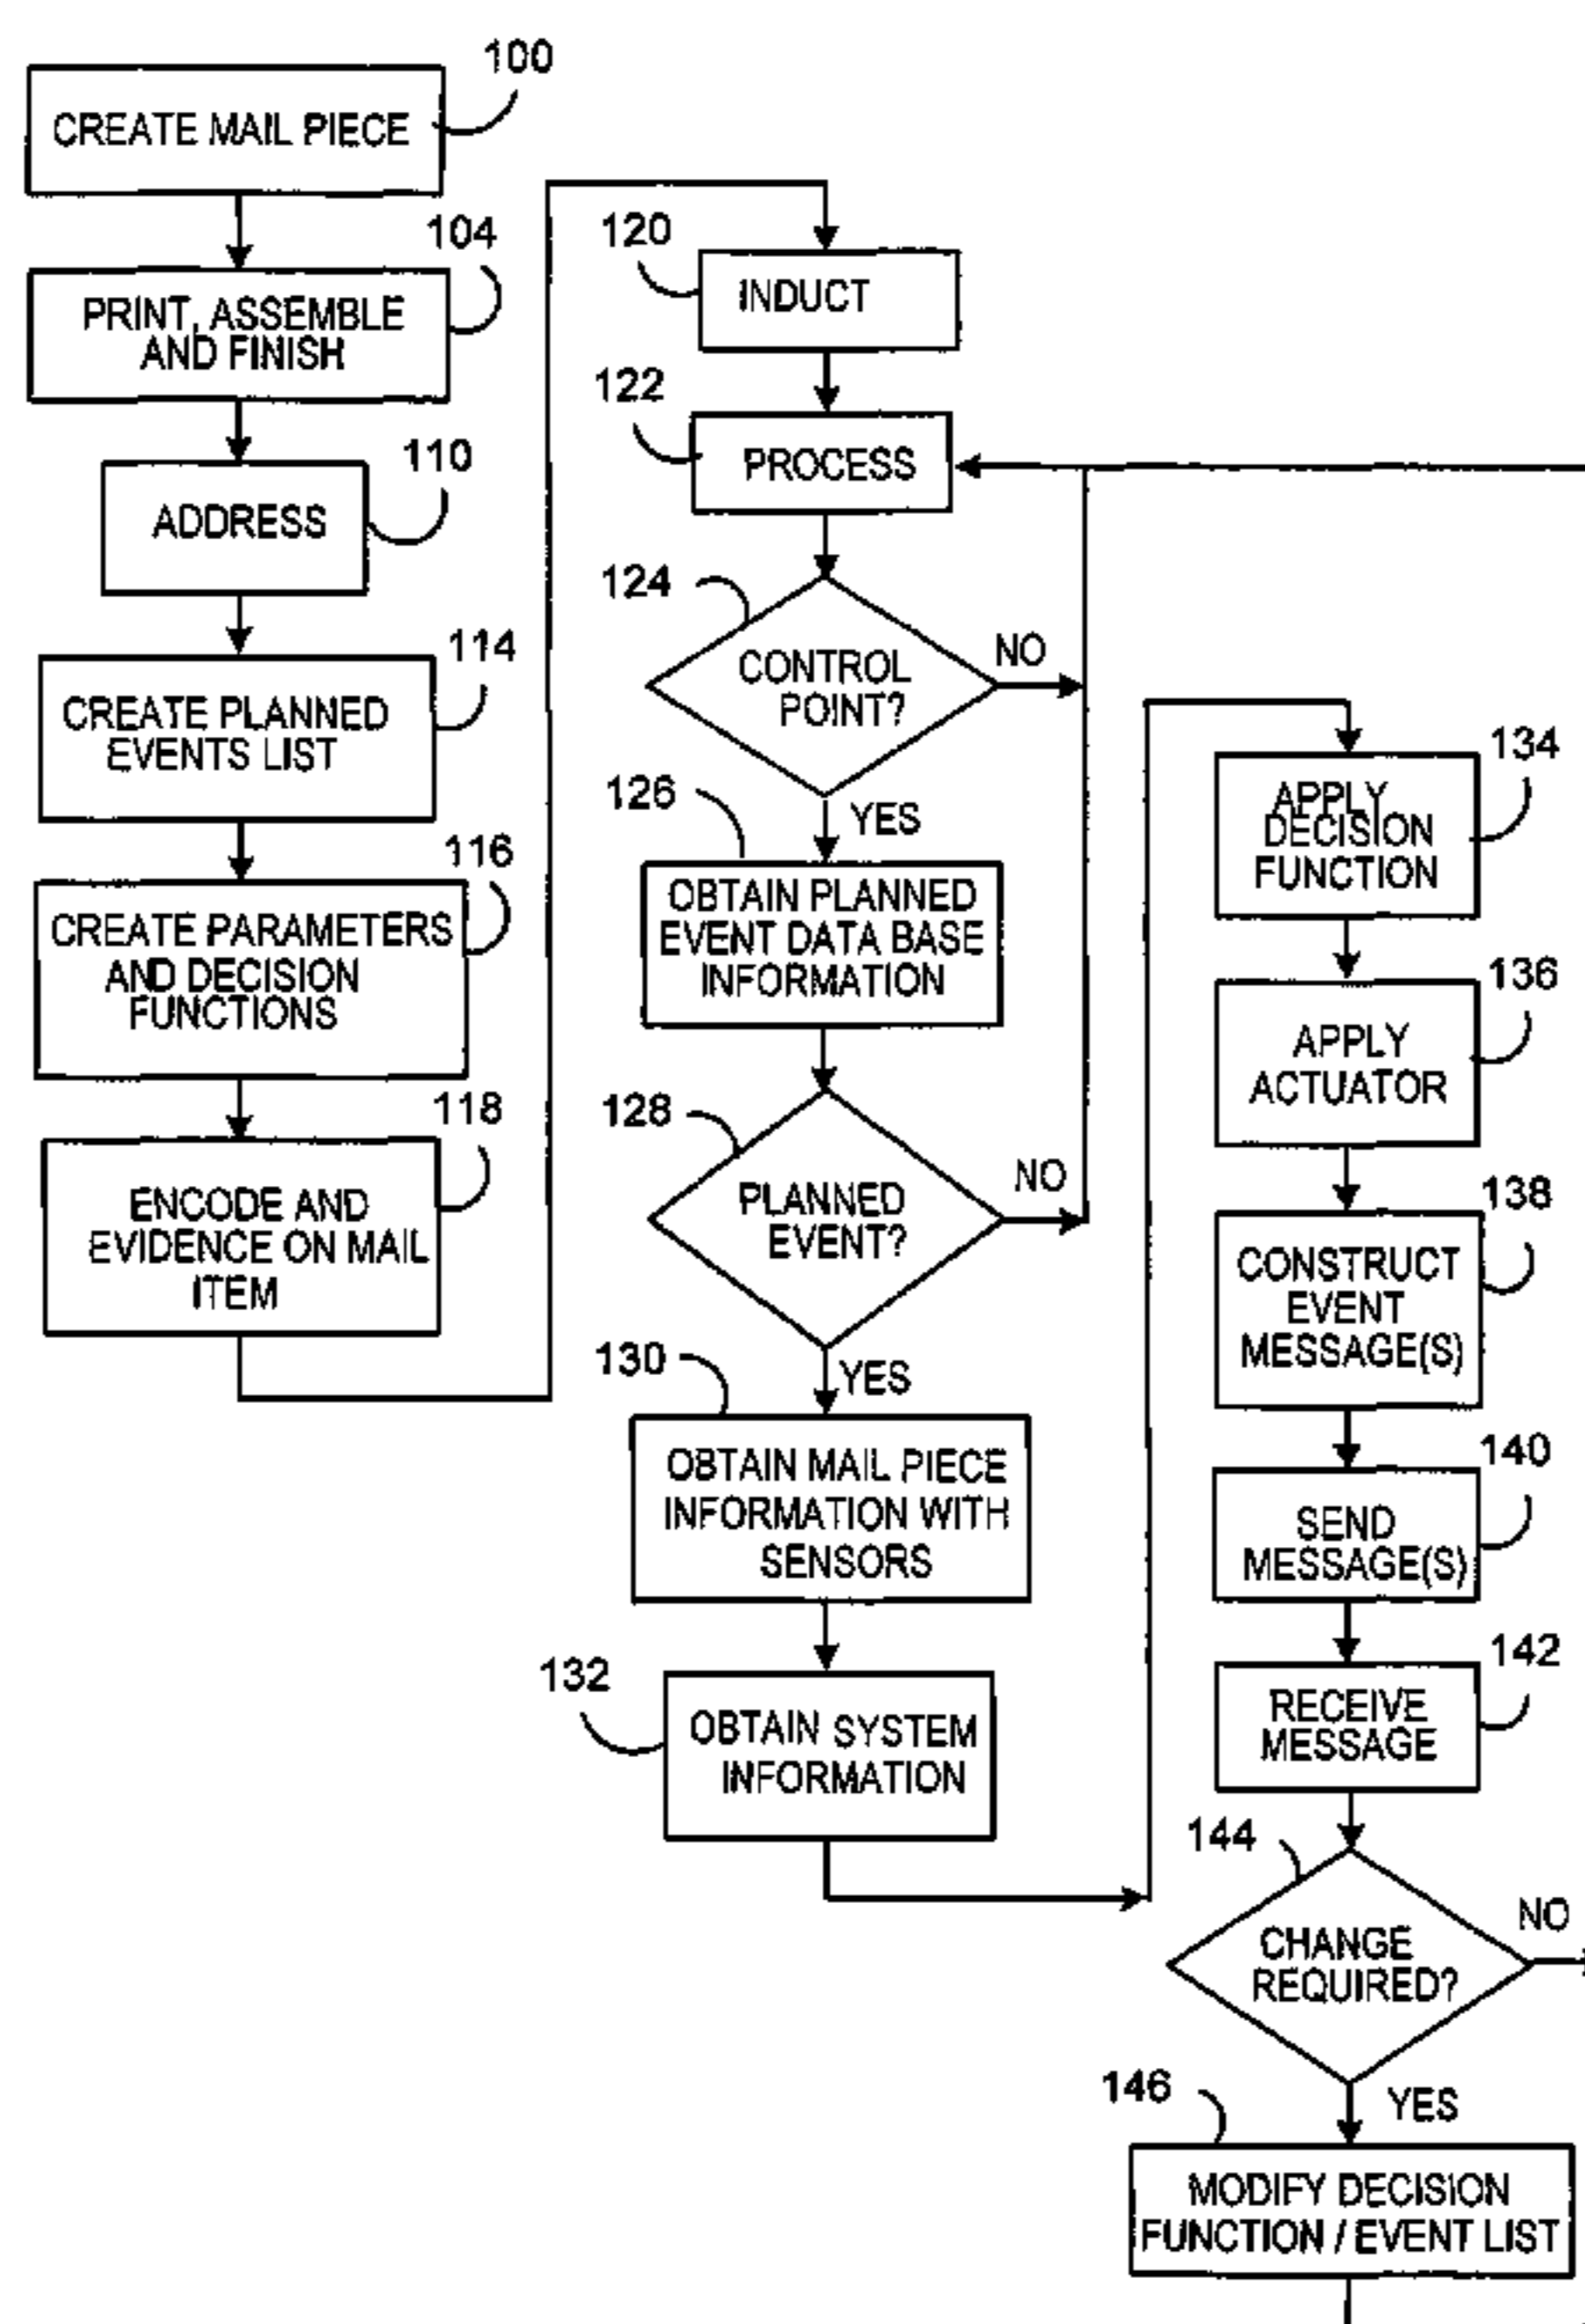 100
CREATE MAIL PIECE
104
PRINT, ASSEMBLE
AND FINISH
110
ADDRESS
114
CREATE PLANNED
EVENTS LIST
116
CREATE PARAMETERS
AND DECISION
FUNCTIONS
118
ENCODE AND
EVIDENCE ON MAIL
ITEM
120
INDUCT
122
PROCESS
124
CONTROL
POINT?
NO
YES
126
OBTAIN PLANNED
EVENT DATA BASE
INFORMATION
128
PLANNED
EVENT?
NO
YES
130
OBTAIN MAIL PIECE
INFORMATION WITH
SENSORS
132
OBTAIN SYSTEM
INFORMATION
134
APPLY
DECISION
FUNCTION
136
APPLY
ACTUATOR
138
CONSTRUCT
EVENT
MESSAGE(S)
140
SEND
MESSAGE(S)
142
RECEIVE
MESSAGE
144
CHANGE
REQUIRED?
NO
YES
146
MODIFY DECISION
FUNCTION / EVENT LIST